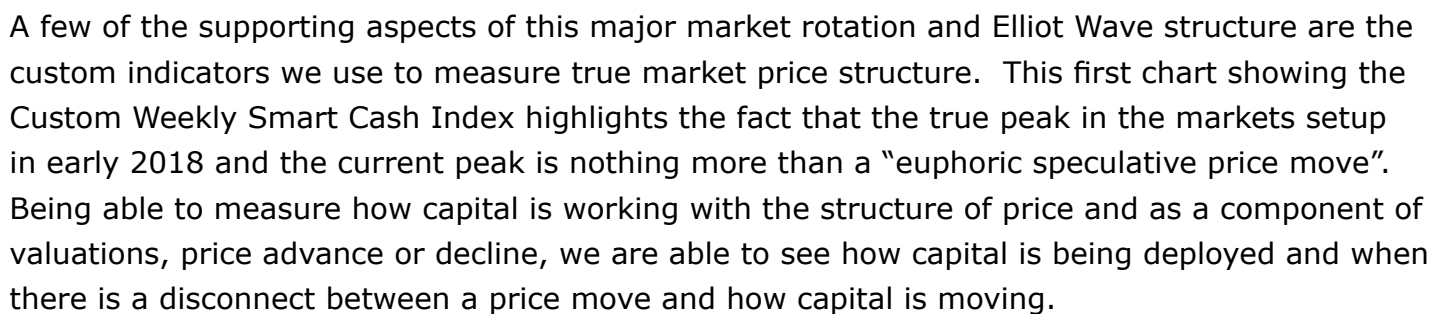 A few of the supporting aspects of this major market rotation and Elliot Wave structure are the
custom indicators we use to measure true market price structure.  This first chart showing the
Custom Weekly Smart Cash Index highlights the fact that the true peak in the markets setup
in early 2018 and the current peak is nothing more than a “euphoric speculative price move”.
Being able to measure how capital is working with the structure of price and as a component of
valuations, price advance or decline, we are able to see how capital is being deployed and when
there is a disconnect between a price move and how capital is moving.